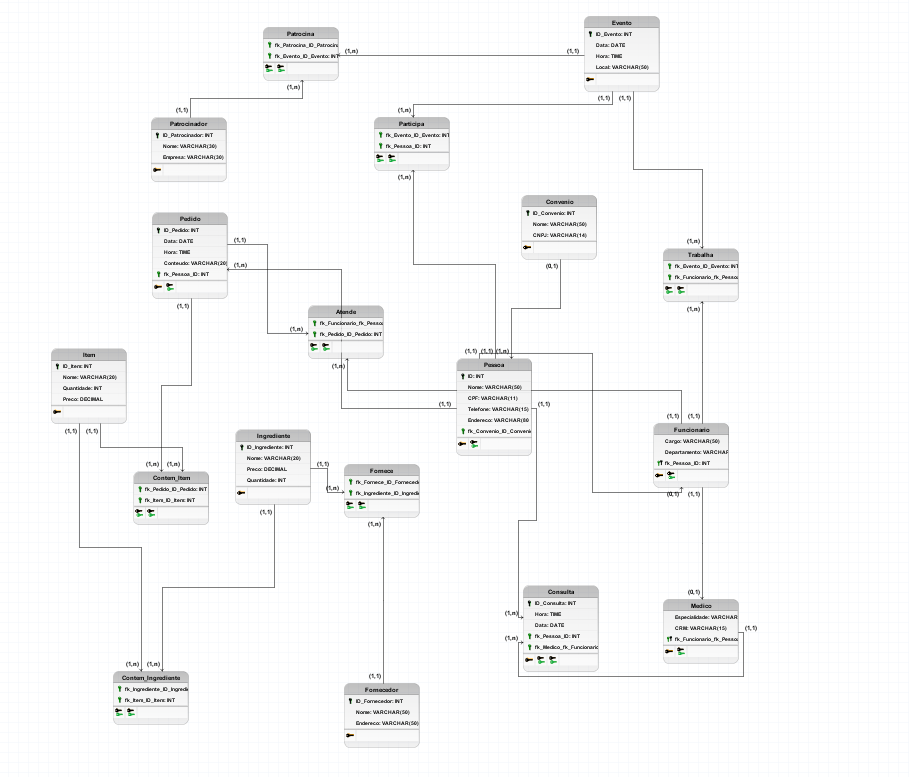 Evento
ID_Evento: INT
Data: DATE
Hora: TIME
Local: VARCHAR(50)
Patrocina
fk_Patrocina_ID_Patrocin
fk_Evento_ID_Evento: INT
(1,n)
(1,1)
(1,n)
(1,1)
(1,1)
(1,1)
(1,n)
Patrocinador
ID_Patrocinador: INT
Nome: VARCHAR(30)
Empresa: VARCHAR(30)
Participa
fk_Evento_ID_Evento: INT
fk_Pessoa_ID: INT
(1,n)
Convenio
ID_Convenio: INT
Nome: VARCHAR(50)
CNPJ: VARCHAR(14)
(0,1)
Pedido
ID_Pedido: INT
Data: DATE
Hora: TIME
Conteudo: VARCHAR(20)
fk_Pessoa_ID: INT
(1,1)
(1,n)
(1,1)
(1,n)
Trabalha
fk_Evento_ID_Evento: INT
fk_Funcionario_fk_Pessoa
(1,n)
Atende
fk_Funcionario_fk_Pessoa
fk_Pedido_ID_Pedido: INT
(1,n)
(1,n)
Item
ID_Item: INT
Nome: VARCHAR(20)
Quantidade: INT
Preco: DECIMAL
(1,1)
(1,1)
(1,1)
(1,1)
(1,n)
Pessoa
ID: INT
Nome: VARCHAR(50)
CPF: VARCHAR(11)
Telefone: VARCHAR(15)
Endereco: VARCHAR(80
fk_Convenio_ID_Conveni
(1,1)
(1,1)
(1,1)
(1,1)
Funcionario
Cargo: VARCHAR(50)
Departamento: VARCHAR
fk_Pessoa_ID: INT
(0,1)
(1,1)
Ingrediente
ID_Ingrediente: INT
Nome: VARCHAR(20)
Preco: DECIMAL
Quantidade: INT
(1,1)
(1,n)
(1,1)
Fornece
fk_Fornece_ID_Fornecedo
fk_Ingrediente_ID_Ingredi
(1,n)
(1,n)
(1,n)
Contem_Item
fk_Pedido_ID_Pedido: INT
fk_Item_ID_Item: INT
Consulta
ID_Consulta: INT
Hora: TIME
Data: DATE
fk_Pessoa_ID: INT
fk_Medico_fk_Funcionaric
(1,n)
(1,n)
(0,1)
Medico
Especialidade: VARCHAR
CRM: VARCHAR(15)
fk_Funcionario_fk_Pessoa
(1,1)
(1,n)
(1,n)
Contem_Ingrediente
fk_Ingrediente_ID_Ingredi
fk_Item_ID_Item: INT
(1,1)
Fornecedor
ID_Fornecedor: INT
Nome: VARCHAR(50)
Endereco: VARCHAR(50)